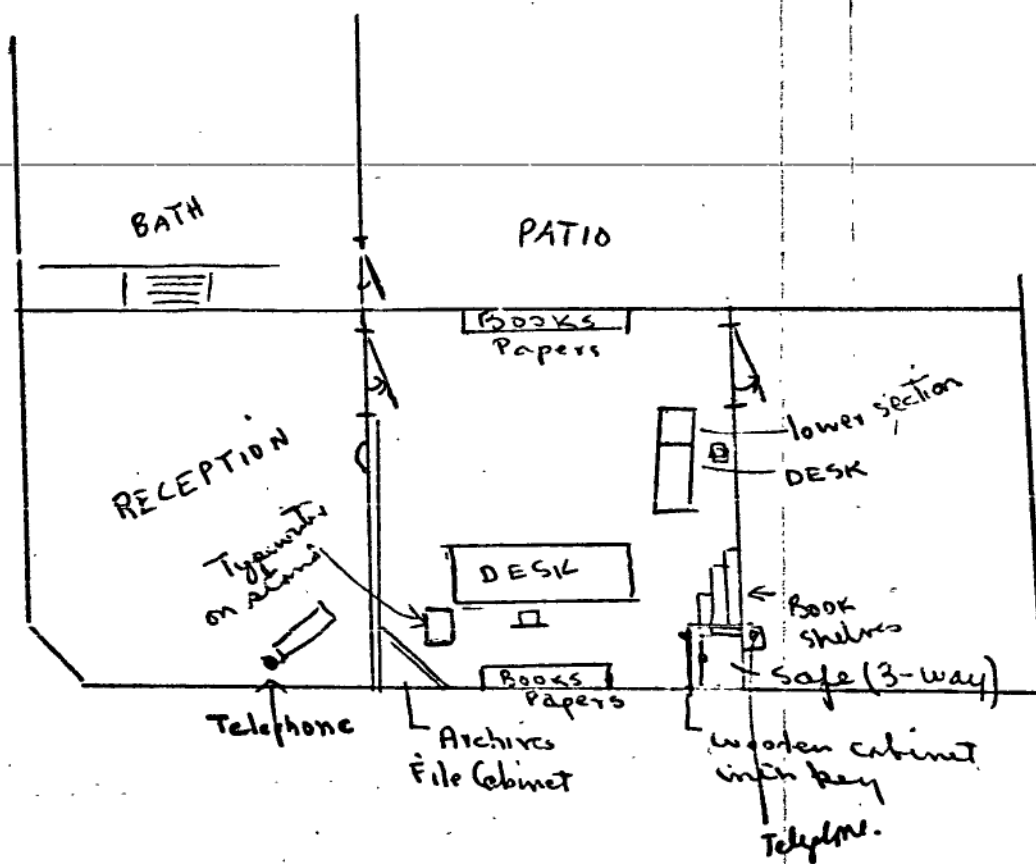 BATH
PATIO
Books
Papers
lower section
DESK
RECEPTION
Typewriter
on stand
DESK
Book
shelves
Safe (3-way)
Books
Papers
Telephone
Archives
File Cabinet
wooden cabinet
with key
Telephone.